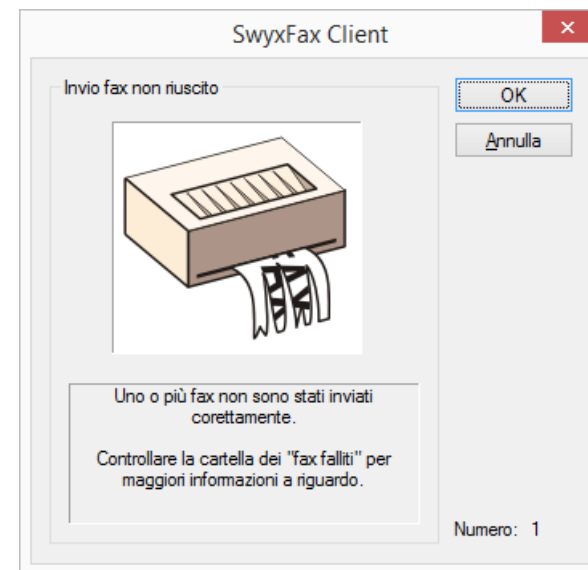 SwyxFax Client
Invio fax non riuscito
OK
Annulla
FAX
Uno o più fax non sono stati inviati
corettamente.
Controllare la cartella dei "fax falliti" per
maggiori informazioni a riguardo.
Numero: 1